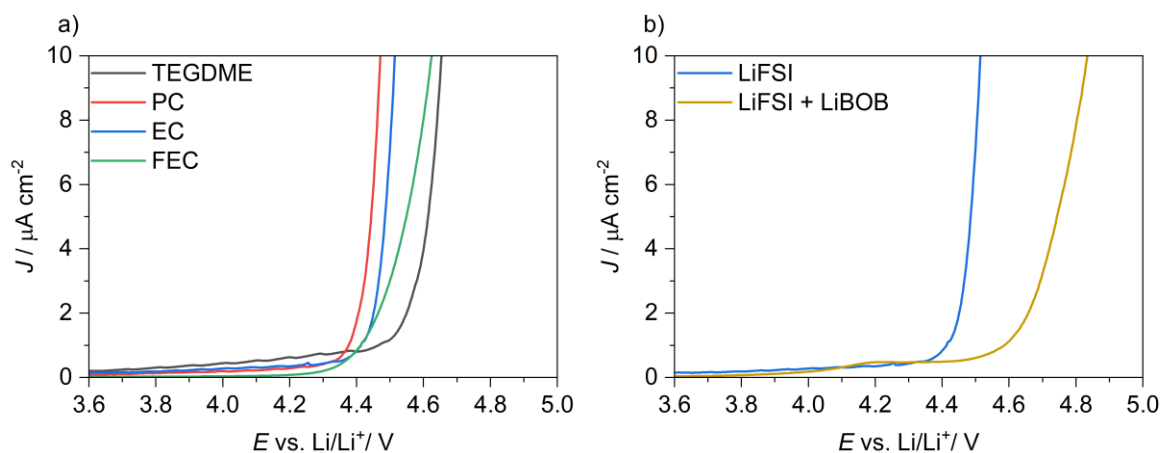 a)
TEGDME
PC
EC
FEC
10
8
6
4
2
0
J / µA cm⁻²
3.6 3.8 4.0 4.2 4.4 4.6 4.8 5.0
E vs. Li/Li⁺/ V
b)
LiFSI
LiFSI + LiBOB
10
8
6
4
2
0
J / µA cm⁻²
3.6 3.8 4.0 4.2 4.4 4.6 4.8 5.0
E vs. Li/Li⁺/ V